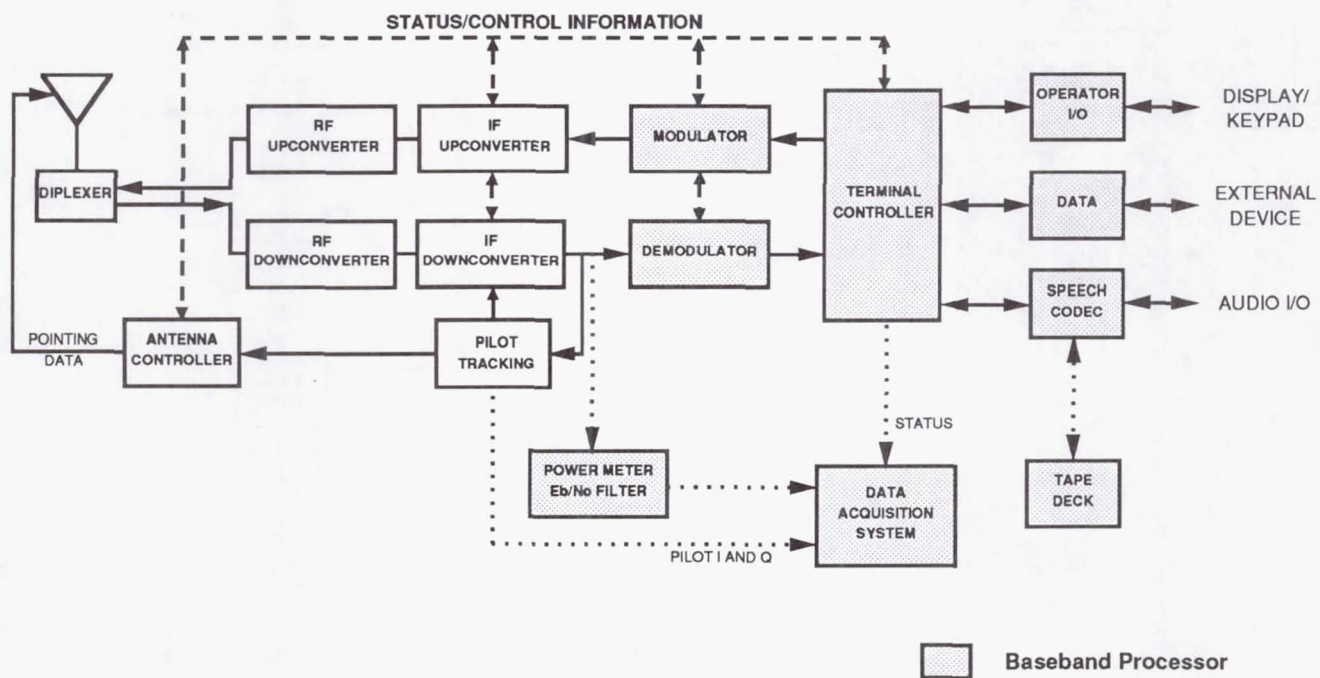 STATUS/CONTROL INFORMATION
RF
UPCONVERTER
IF
UPCONVERTER
MODULATOR
TERMINAL
CONTROLLER
OPERATOR
I/O
DISPLAY/
KEYPAD
DIPLEXER
RF
DOWNCONVERTER
IF
DOWNCONVERTER
DEMODULATOR
DATA
EXTERNAL
DEVICE
SPEECH
CODEC
AUDIO I/O
POINTING
DATA
ANTENNA
CONTROLLER
PILOT
TRACKING
STATUS
POWER METER
Eb/No FILTER
DATA
ACQUISITION
SYSTEM
TAPE
DECK
PILOT I AND Q
Baseband Processor